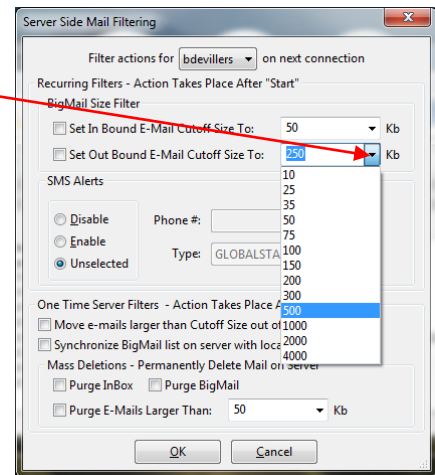 Server Side Mail Filtering
Filter actions for bdevillers on next connection
Recurring Filters - Action Takes Place After "Start"
BigMail Size Filter
Set In Bound E-Mail Cutoff Size To: 50 Kb
Set Out Bound E-Mail Cutoff Size To: 250 Kb
10
25
35
50
75
100
150
200
300
500
1000
2000
4000
SMS Alerts
Disable
Enable
Unselected
Phone #:
Type: GLOBALSTA
One Time Server Filters - Action Takes Place A
Move e-mails larger than Cutoff Size out of
Synchronize BigMail list on server with loca
Mass Deletions - Permanently Delete Mail on Server
Purge InBox Purge BigMail
Purge E-Mails Larger Than: 50 Kb
OK Cancel